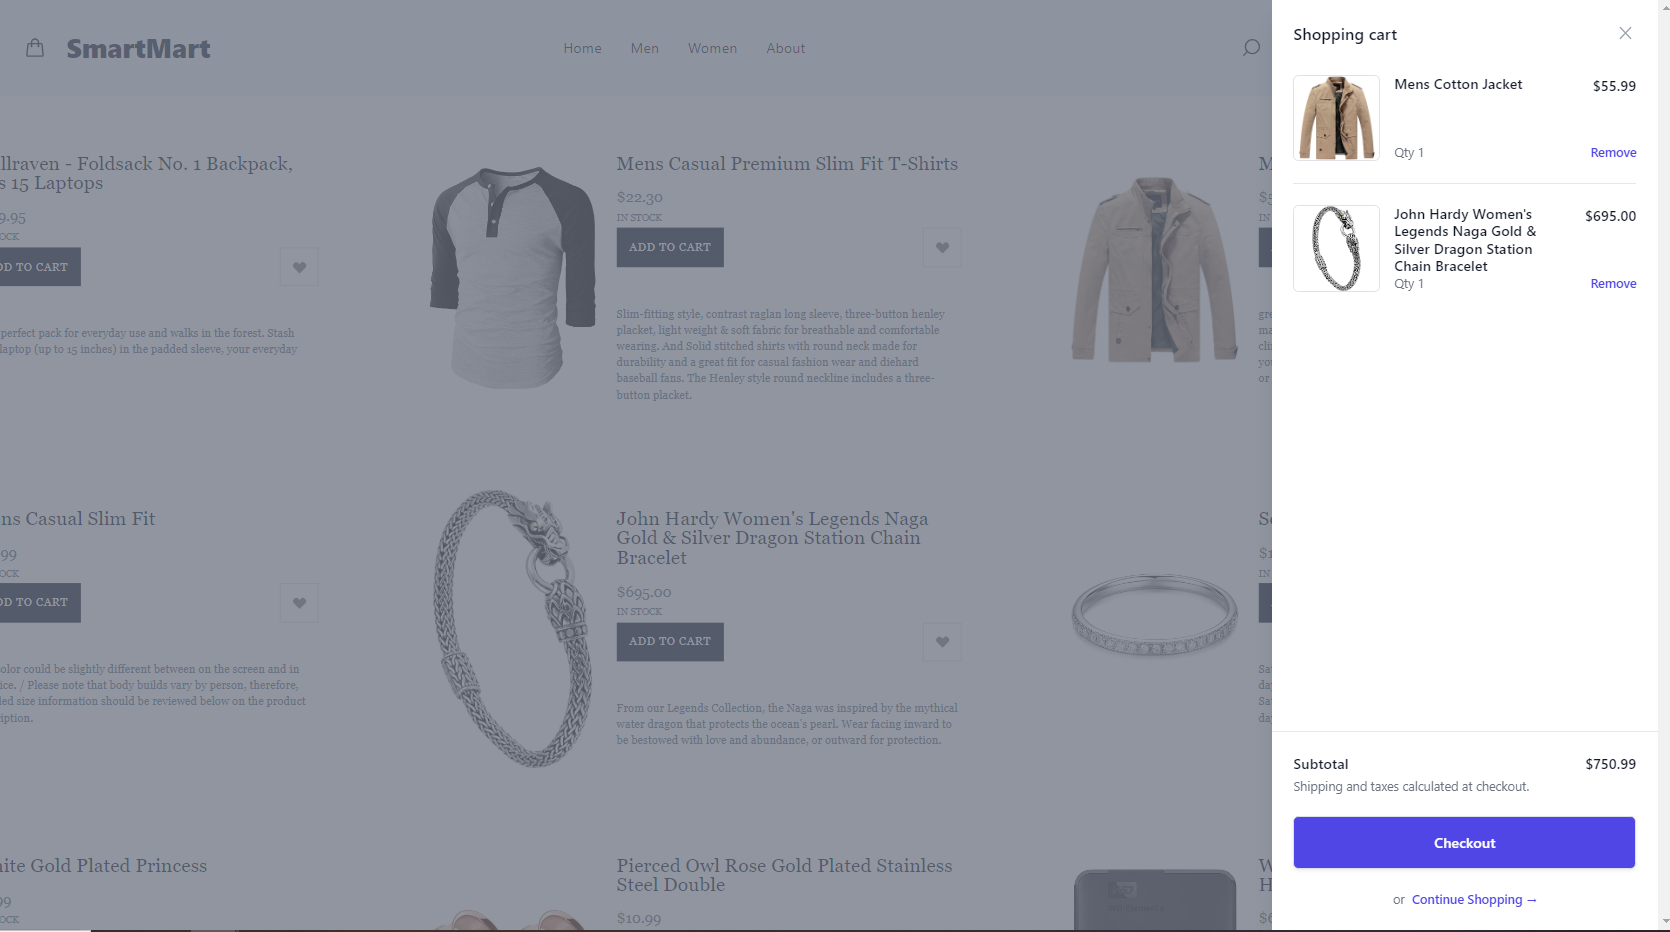 SmartMart
Home
Men
Women
About
llraven - Foldsack No. 1 Backpack,
s 15 Laptops
9.95
OCK
DD TO CART
perfect pack for everyday use and walks in the forest. Stash
laptop (up to 15 inches) in the padded sleeve, your everyday
Mens Casual Premium Slim Fit T-Shirts
$22.30
IN STOCK
ADD TO CART
Slim-fitting style, contrast raglan long sleeve, three-button henley
placket, light weight & soft fabric for breathable and comfortable
wearing. And Solid stitched shirts with round neck made for
durability and a great fit for casual fashion wear and diehard
baseball fans. The Henley style round neckline includes a three-
button placket.
M
$5
IN
gre
ma
cli
yo
or
ns Casual Slim Fit
99
OCK
DD TO CART
olor could be slightly different between on the screen and in
ice. / Please note that body builds vary by person, therefore,
led size information should be reviewed below on the product
iption.
John Hardy Women's Legends Naga
Gold & Silver Dragon Station Chain
Bracelet
$695.00
IN STOCK
ADD TO CART
From our Legends Collection, the Naga was inspired by the mythical
water dragon that protects the ocean's pearl. Wear facing inward to
be bestowed with love and abundance, or outward for protection.
S
$
IN
Sa
da
Sa
da
ite Gold Plated Princess
99
OCK
Pierced Owl Rose Gold Plated Stainless
Steel Double
$10.99
W
H
$6
Shopping cart
Mens Cotton Jacket
$55.99
Qty 1
Remove
John Hardy Women's
Legends Naga Gold &
Silver Dragon Station
Chain Bracelet
$695.00
Qty 1
Remove
Subtotal
$750.99
Shipping and taxes calculated at checkout.
Checkout
or Continue Shopping →